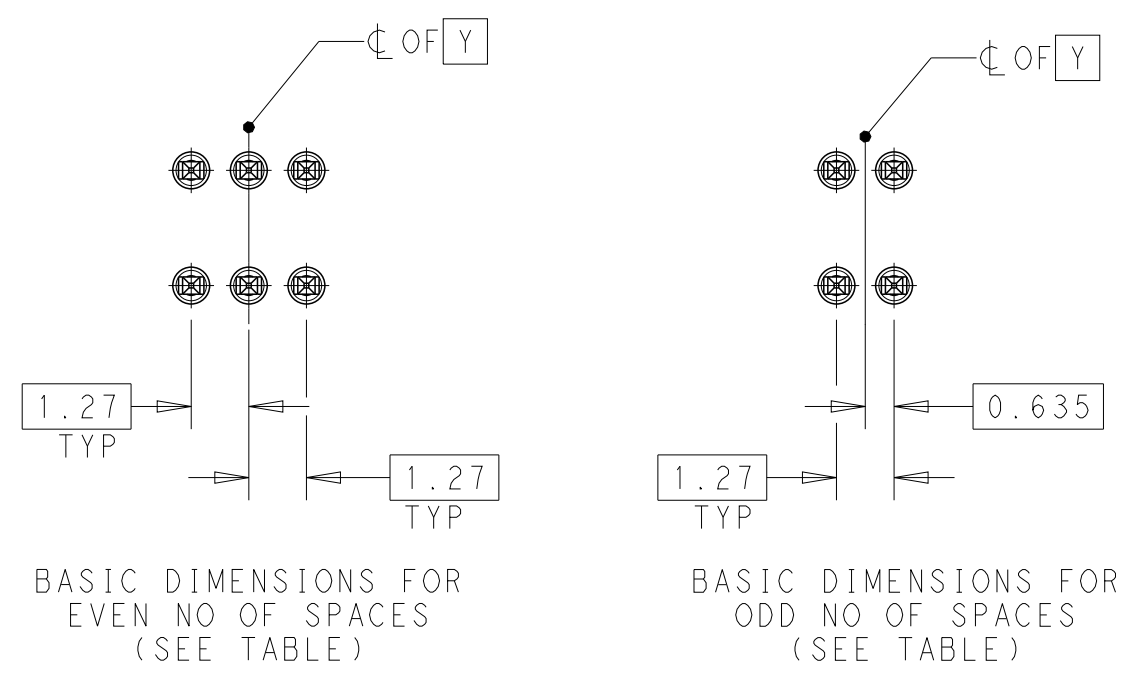 ℄ OF Y
1.27
TYP
1.27
TYP
BASIC DIMENSIONS FOR
EVEN NO OF SPACES
(SEE TABLE)
℄ OF Y
0.635
1.27
TYP
BASIC DIMENSIONS FOR
ODD NO OF SPACES
(SEE TABLE)